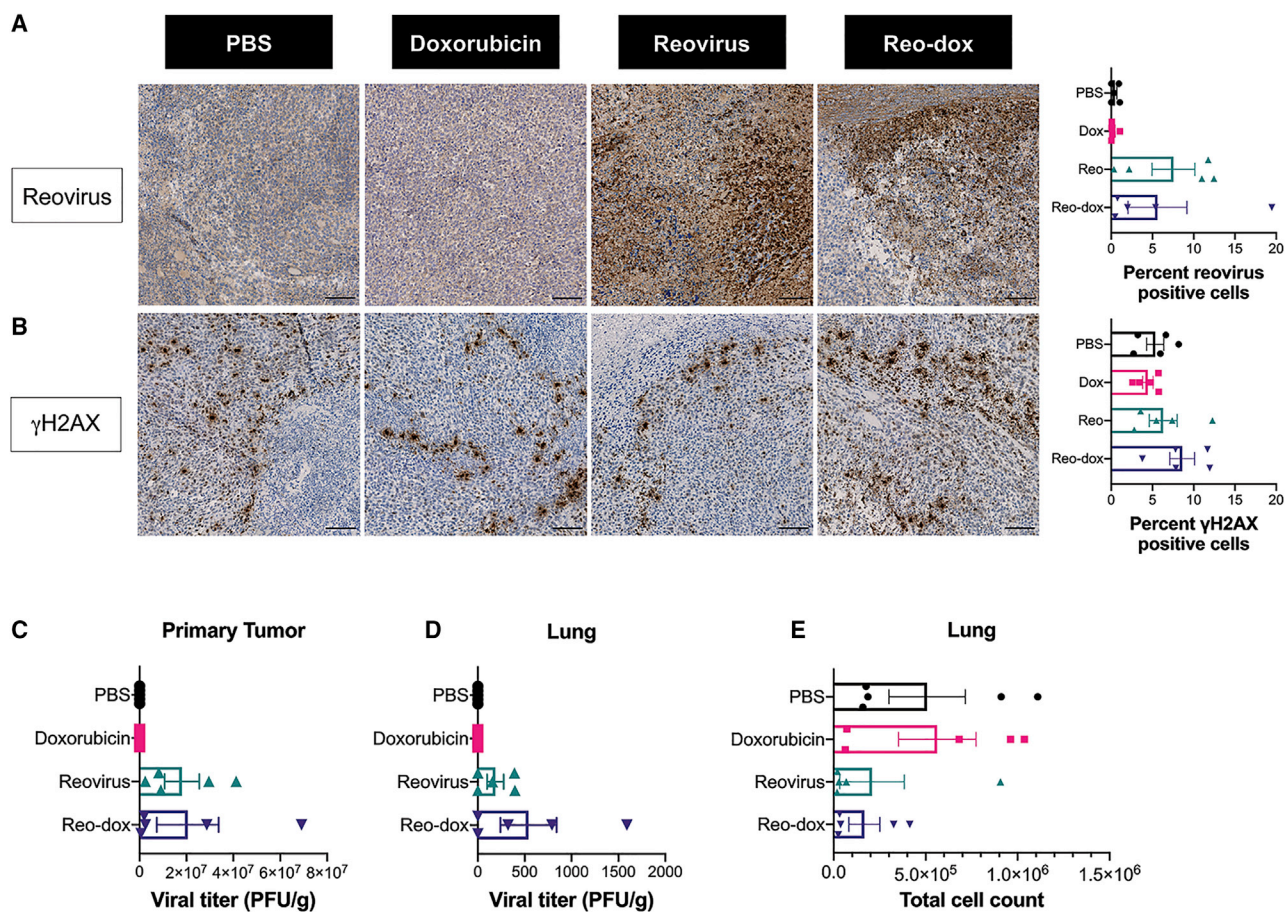 A
PBS
Doxorubicin
Reovirus
Reo-dox
Reovirus
PBS
Dox
Reo
Reo-dox
0 5 10 15 20
Percent reovirus
positive cells
B
γH2AX
PBS
Dox
Reo
Reo-dox
0 5 10 15 20
Percent γH2AX
positive cells
C
Primary Tumor
PBS
Doxorubicin
Reovirus
Reo-dox
0 2×10⁷ 4×10⁷ 6×10⁷ 8×10⁷
Viral titer (PFU/g)
D
Lung
PBS
Doxorubicin
Reovirus
Reo-dox
0 500 1000 1500 2000
Viral titer (PFU/g)
E
Lung
PBS
Doxorubicin
Reovirus
Reo-dox
0.0 5.0×10⁵ 1.0×10⁶ 1.5×10⁶
Total cell count